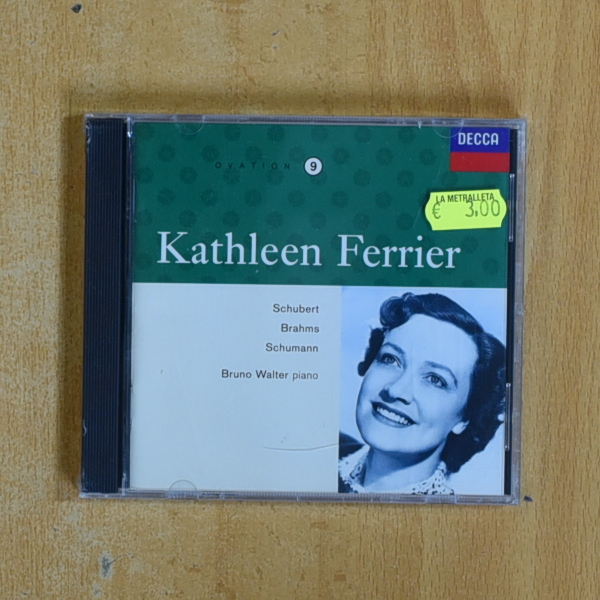 DECCA
OVATION 9
LA METRALLETA
€ 3,00
Kathleen Ferrier
Schubert
Brahms
Schumann
Bruno Walter piano